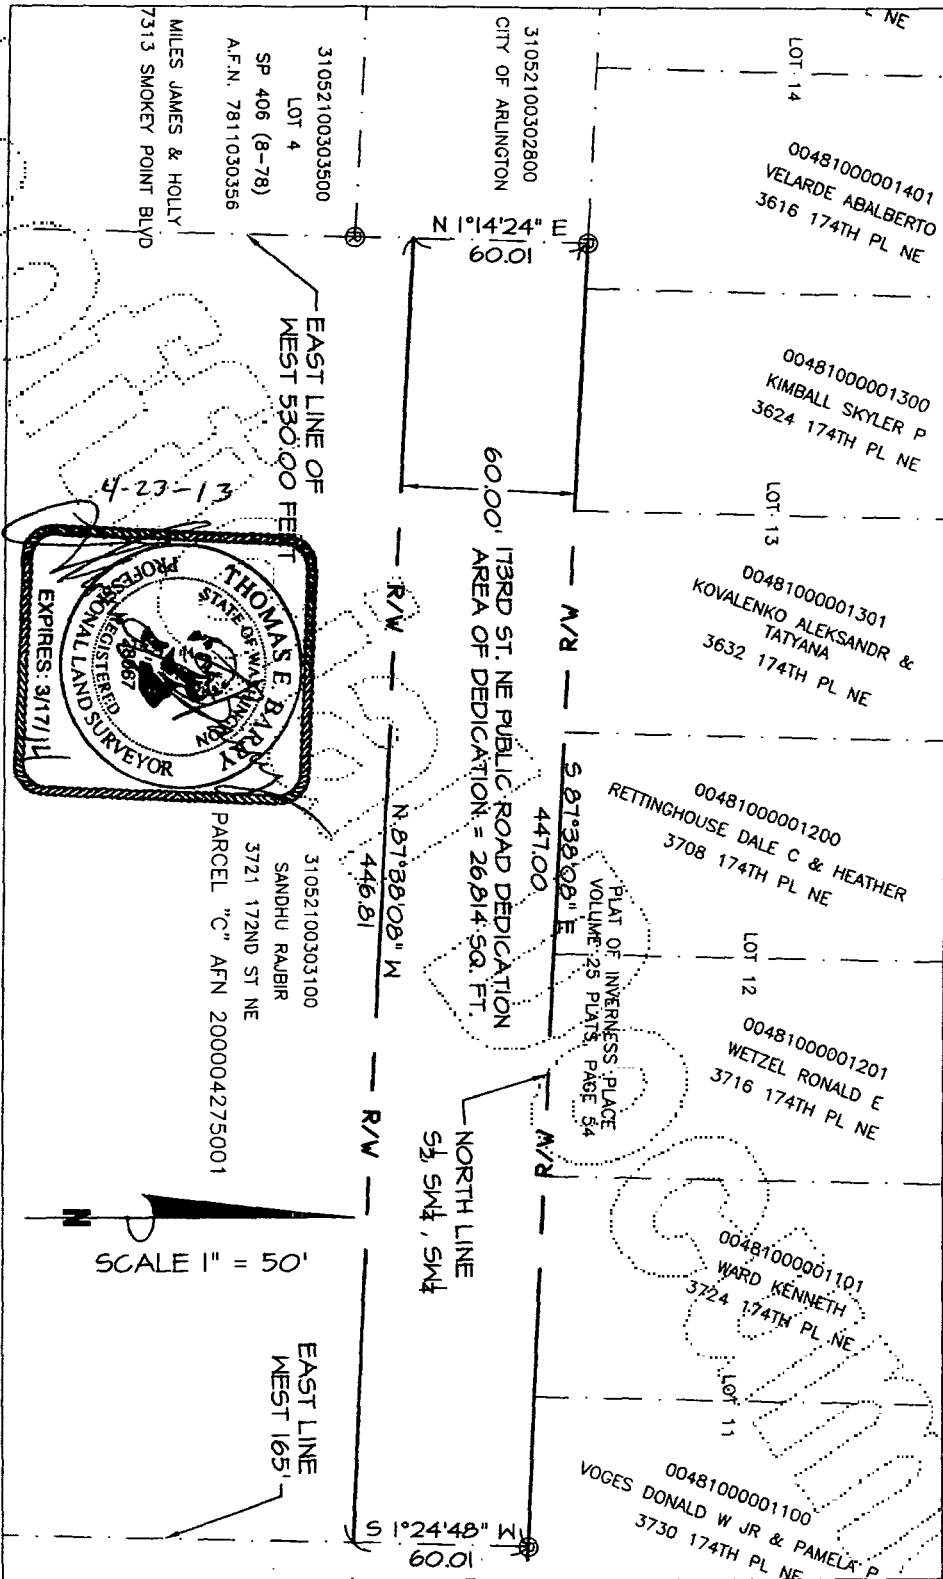 NE
LOT 14
00481000001401
VELARDE ABALBERTO
3616 174TH PL NE
00481000001300
KIMBALL SKYLER P
3624 174TH PL NE
LOT 13
00481000001301
KOVALENKO ALEKSANDR &
TATYANA
3632 174TH PL NE
00481000001200
RETTINGHOUSE DALE C & HEATHER
3708 174TH PL NE
LOT 12
00481000001201
WETZEL RONALD E
3716 174TH PL NE
00481000001101
WARD KENNETH
3724 174TH PL NE
LOT 11
00481000001100
VOGES DONALD W JR & PAMELA P
3730 174TH PL NE
PLAT OF INVERNESS PLACE
VOLUME 25 PLATS, PAGE 54
31052100302800
CITY OF ARLINGTON
N 1°14'24" E
60.01
M/R
S 87°38'08" E
447.00
M/R
60.00'
173RD ST. NE PUBLIC ROAD DEDICATION
AREA OF DEDICATION = 26,814 SQ. FT.
NORTH LINE
S½, SW¼, SW¼
R/W
N 87°38'08" W
446.81
R/W
S 1°24'48" W
60.01
31052100303500
LOT 4
SP 406 (8-78)
A.F.N. 7811030356
MILES JAMES & HOLLY
7313 SMOKEY POINT BLVD
EAST LINE OF
WEST 530.00 FEET
4-23-13
THOMAS E BARRY
STATE OF WASHINGTON
REGISTERED
PROFESSIONAL LAND SURVEYOR
EXPIRES: 3/17/1
31052100303100
SANDHU RAJBIR
3721 172ND ST NE
PARCEL "C" AFN 200004275001
N
SCALE 1" = 50'
EAST LINE
WEST 165'